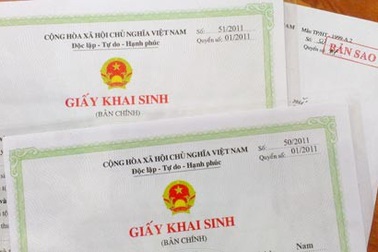 CỘNG HÒA XÃ HỘI CHỦ NGHĨA VIỆT NAM
Độc lập - Tự do - Hạnh phúc
Số: 51/2011
Quyển số: 01/2011
GIẤY KHAI SINH
(BẢN CHÍNH)
BẢN SAO
CỘNG HÒA XÃ HỘI CHỦ NGHĨA VIỆT NAM
Độc lập - Tự do - Hạnh phúc
Số: 50/2011
Quyển số: 01/2011
GIẤY KHAI SINH
(BẢN CHÍNH)
Nam